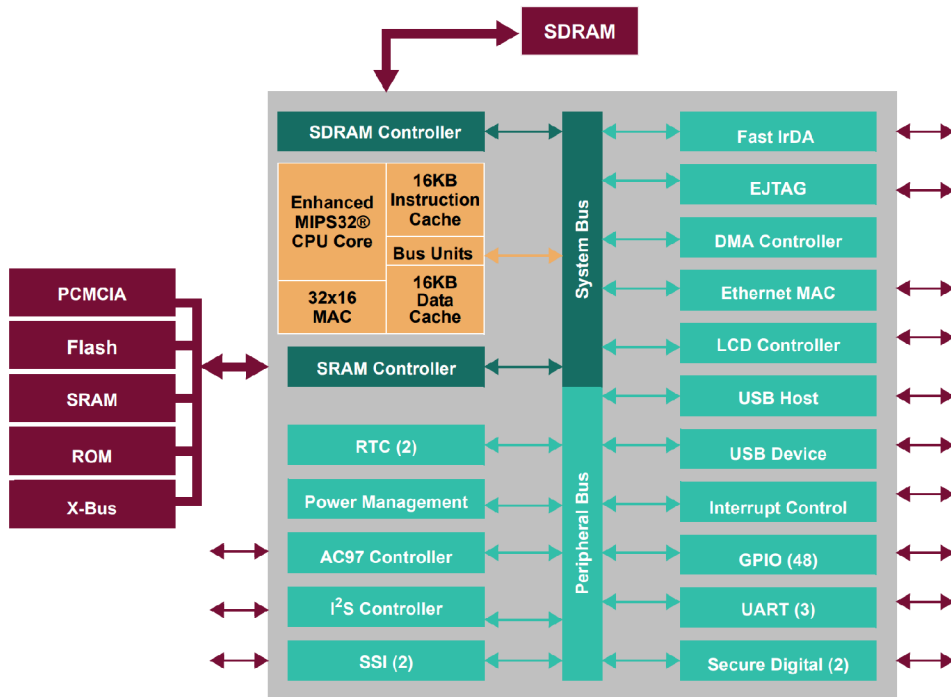 SDRAM
SDRAM Controller
Enhanced
MIPS32®
CPU Core
16KB
Instruction
Cache
Bus Units
32x16
MAC
16KB
Data
Cache
SRAM Controller
RTC (2)
Power Management
AC97 Controller
I²S Controller
SSI (2)
PCMCIA
Flash
SRAM
ROM
X-Bus
System Bus
Peripheral Bus
Fast IrDA
EJTAG
DMA Controller
Ethernet MAC
LCD Controller
USB Host
USB Device
Interrupt Control
GPIO (48)
UART (3)
Secure Digital (2)